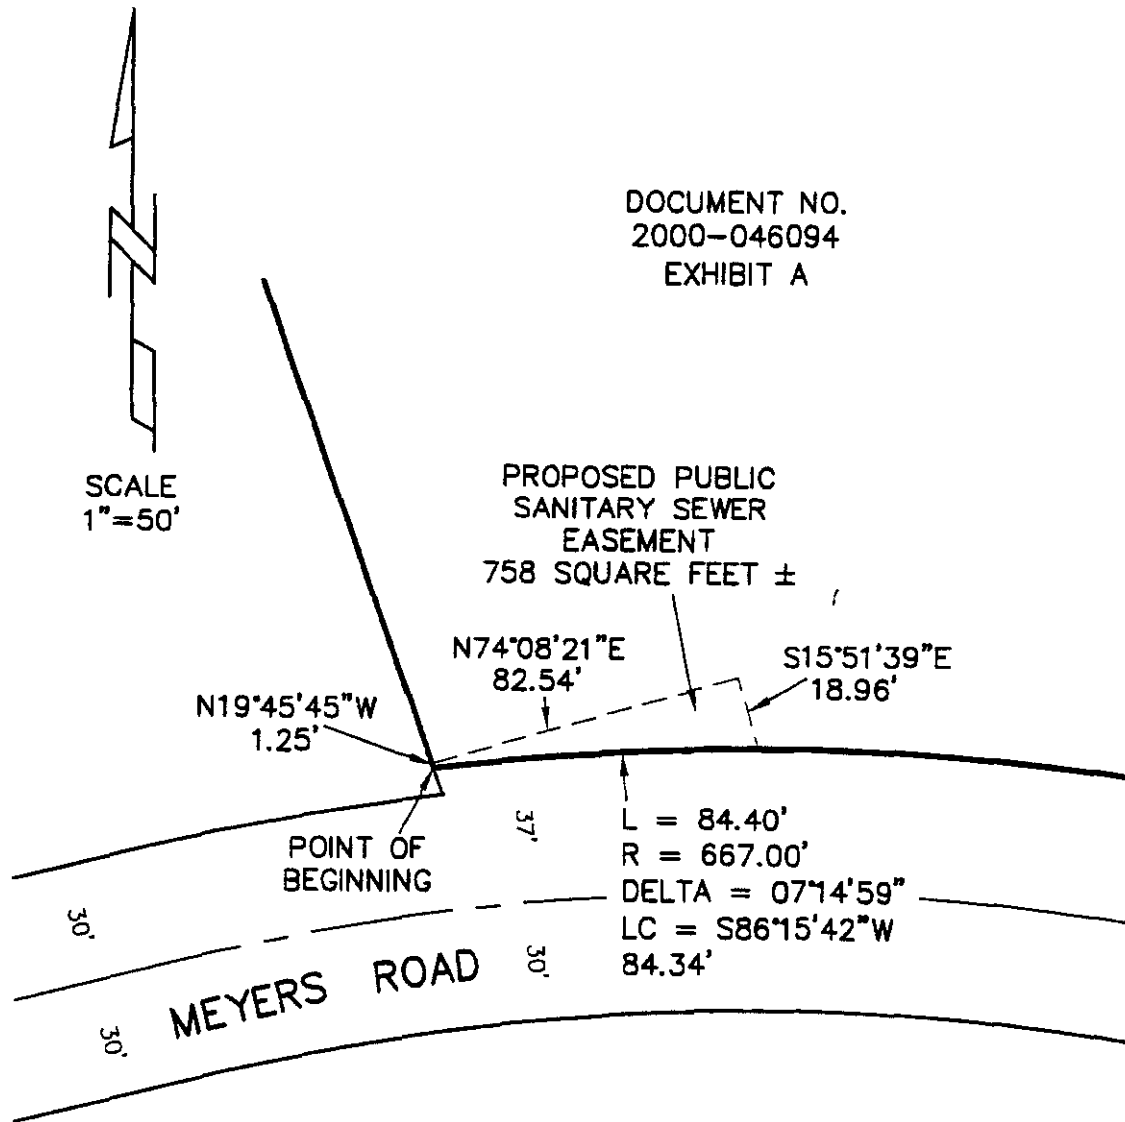 DOCUMENT NO.
2000-046094
EXHIBIT A
SCALE
1"=50'
PROPOSED PUBLIC
SANITARY SEWER
EASEMENT
758 SQUARE FEET ±
N74°08'21"E
82.54'
S15°51'39"E
18.96'
N19°45'45"W
1.25'
POINT OF
BEGINNING
37'
L = 84.40'
R = 667.00'
DELTA = 07°14'59"
LC = S86°15'42"W
84.34'
30'
30'
MEYERS ROAD
30'